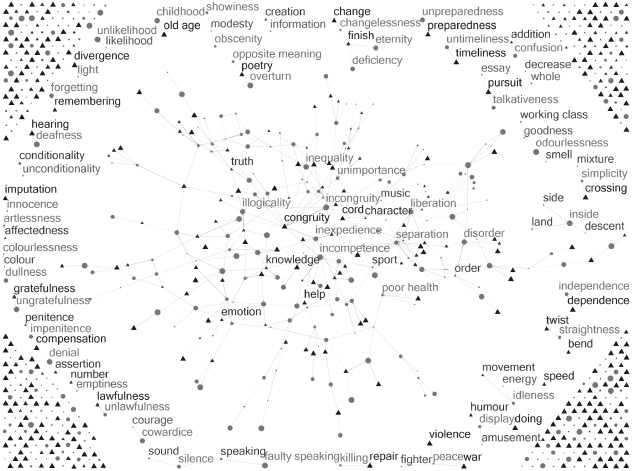 childhood showiness creation change unpreparedness
old age modesty information changelessness preparedness
unlikelihood obscenity finish eternity untimeliness addition
likelihood timeliness confusion
divergence opposite meaning deficiency
light poetry essay decrease
overturn pursuit whole
forgetting
remembering talkativeness
working class
hearing goodness
deafness odourlessness
conditionality truth inequality smell mixture
unconditionality unimportance simplicity
imputation music crossing
innocence illogicality incongruity liberation side
artlessness congruity cord character inside
affectedness inexpedience land descent
separation disorder
colourlessness incompetence
colour knowledge sport order
dullness
gratefulness help poor health independence
ungratefulness dependence
penitence emotion twist
impenitence straightness
compensation bend
denial
assertion movement
number energy speed
emptiness
lawfulness idleness
unlawfulness humour
courage display doing
cowardice violence amusement
sound speaking killing repair peace
silence faulty speaking fighter war